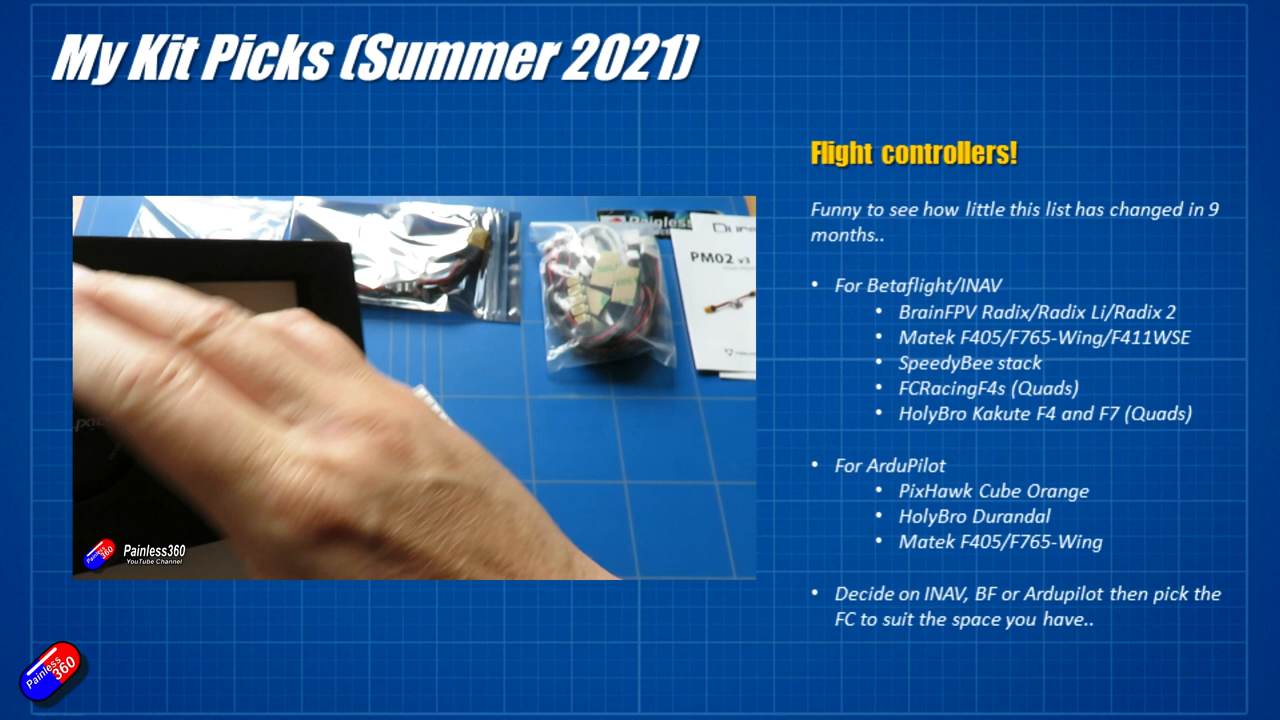 My Kit Picks (Summer 2021)
Flight controllers!
Funny to see how little this list has changed in 9
months..
• For Betaflight/INAV
• BrainFPV Radix/Radix Li/Radix 2
• Matek F405/F765-Wing/F411WSE
• SpeedyBee stack
• FCRacingF4s (Quads)
• HolyBro Kakute F4 and F7 (Quads)
• For ArduPilot
• PixHawk Cube Orange
• HolyBro Durandal
• Matek F405/F765-Wing
• Decide on INAV, BF or Ardupilot then pick the
FC to suit the space you have..
Painless
PM02 v3
Painless360
YouTube Channel
Painless
360
Painless
360